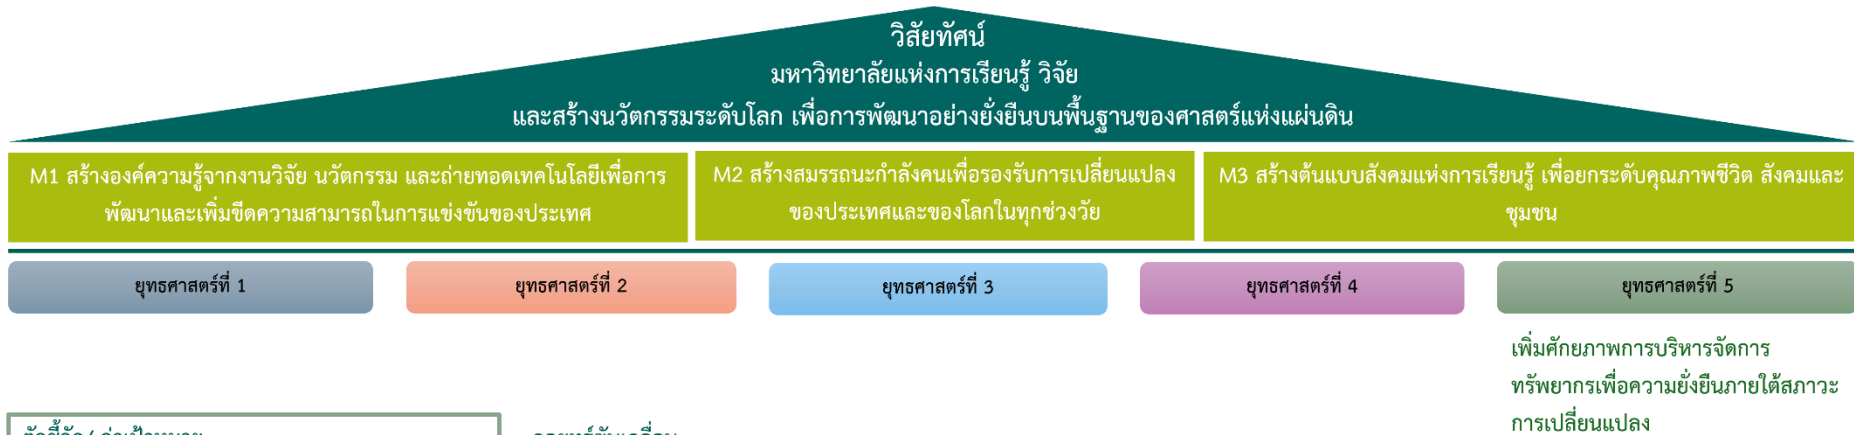 วิสัยทัศน์
มหาวิทยาลัยแห่งการเรียนรู้ วิจัย
และสร้างนวัตกรรมระดับโลก เพื่อการพัฒนาอย่างยั่งยืนบนพื้นฐานของศาสตร์แห่งแผ่นดิน
M1 สร้างองค์ความรู้จากงานวิจัย นวัตกรรม และถ่ายทอดเทคโนโลยีเพื่อการ
พัฒนาและเพิ่มขีดความสามารถในการแข่งขันของประเทศ
M2 สร้างสมรรถนะกำลังคนเพื่อรองรับการเปลี่ยนแปลง
ของประเทศและของโลกในทุกช่วงวัย
M3 สร้างต้นแบบสังคมแห่งการเรียนรู้ เพื่อยกระดับคุณภาพชีวิต สังคมและ
ชุมชน
ยุทธศาสตร์ที่ 1
ยุทธศาสตร์ที่ 2
ยุทธศาสตร์ที่ 3
ยุทธศาสตร์ที่ 4
ยุทธศาสตร์ที่ 5
เพิ่มศักยภาพการบริหารจัดการ
ทรัพยากรเพื่อความยั่งยืนภายใต้สภาวะ
การเปลี่ยนแปลง